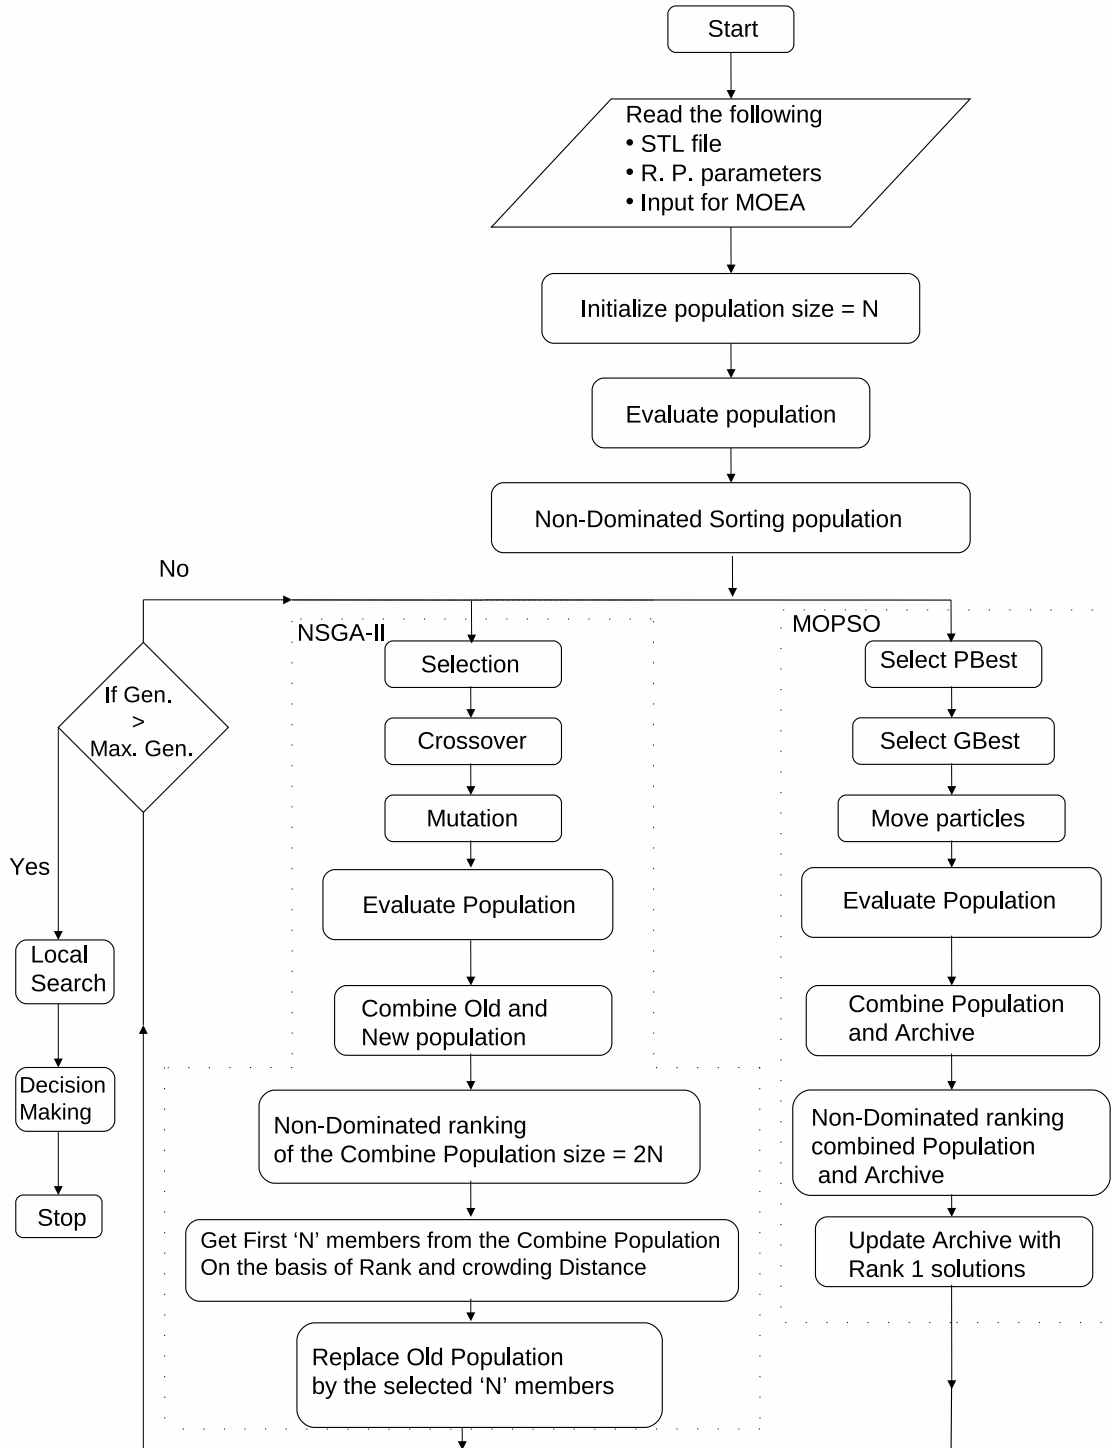 Start
Read the following
• STL file
• R. P. parameters
• Input for MOEA
Initialize population size = N
Evaluate population
Non-Dominated Sorting population
No
If Gen.
>
Max. Gen.
Yes
Local
Search
Decision
Making
Stop
NSGA-II
Selection
Crossover
Mutation
Evaluate Population
Combine Old and
New population
Non-Dominated ranking
of the Combine Population size = 2N
Get First ‘N’ members from the Combine Population
On the basis of Rank and crowding Distance
Replace Old Population
by the selected ‘N’ members
MOPSO
Select PBest
Select GBest
Move particles
Evaluate Population
Combine Population
and Archive
Non-Dominated ranking
combined Population
and Archive
Update Archive with
Rank 1 solutions